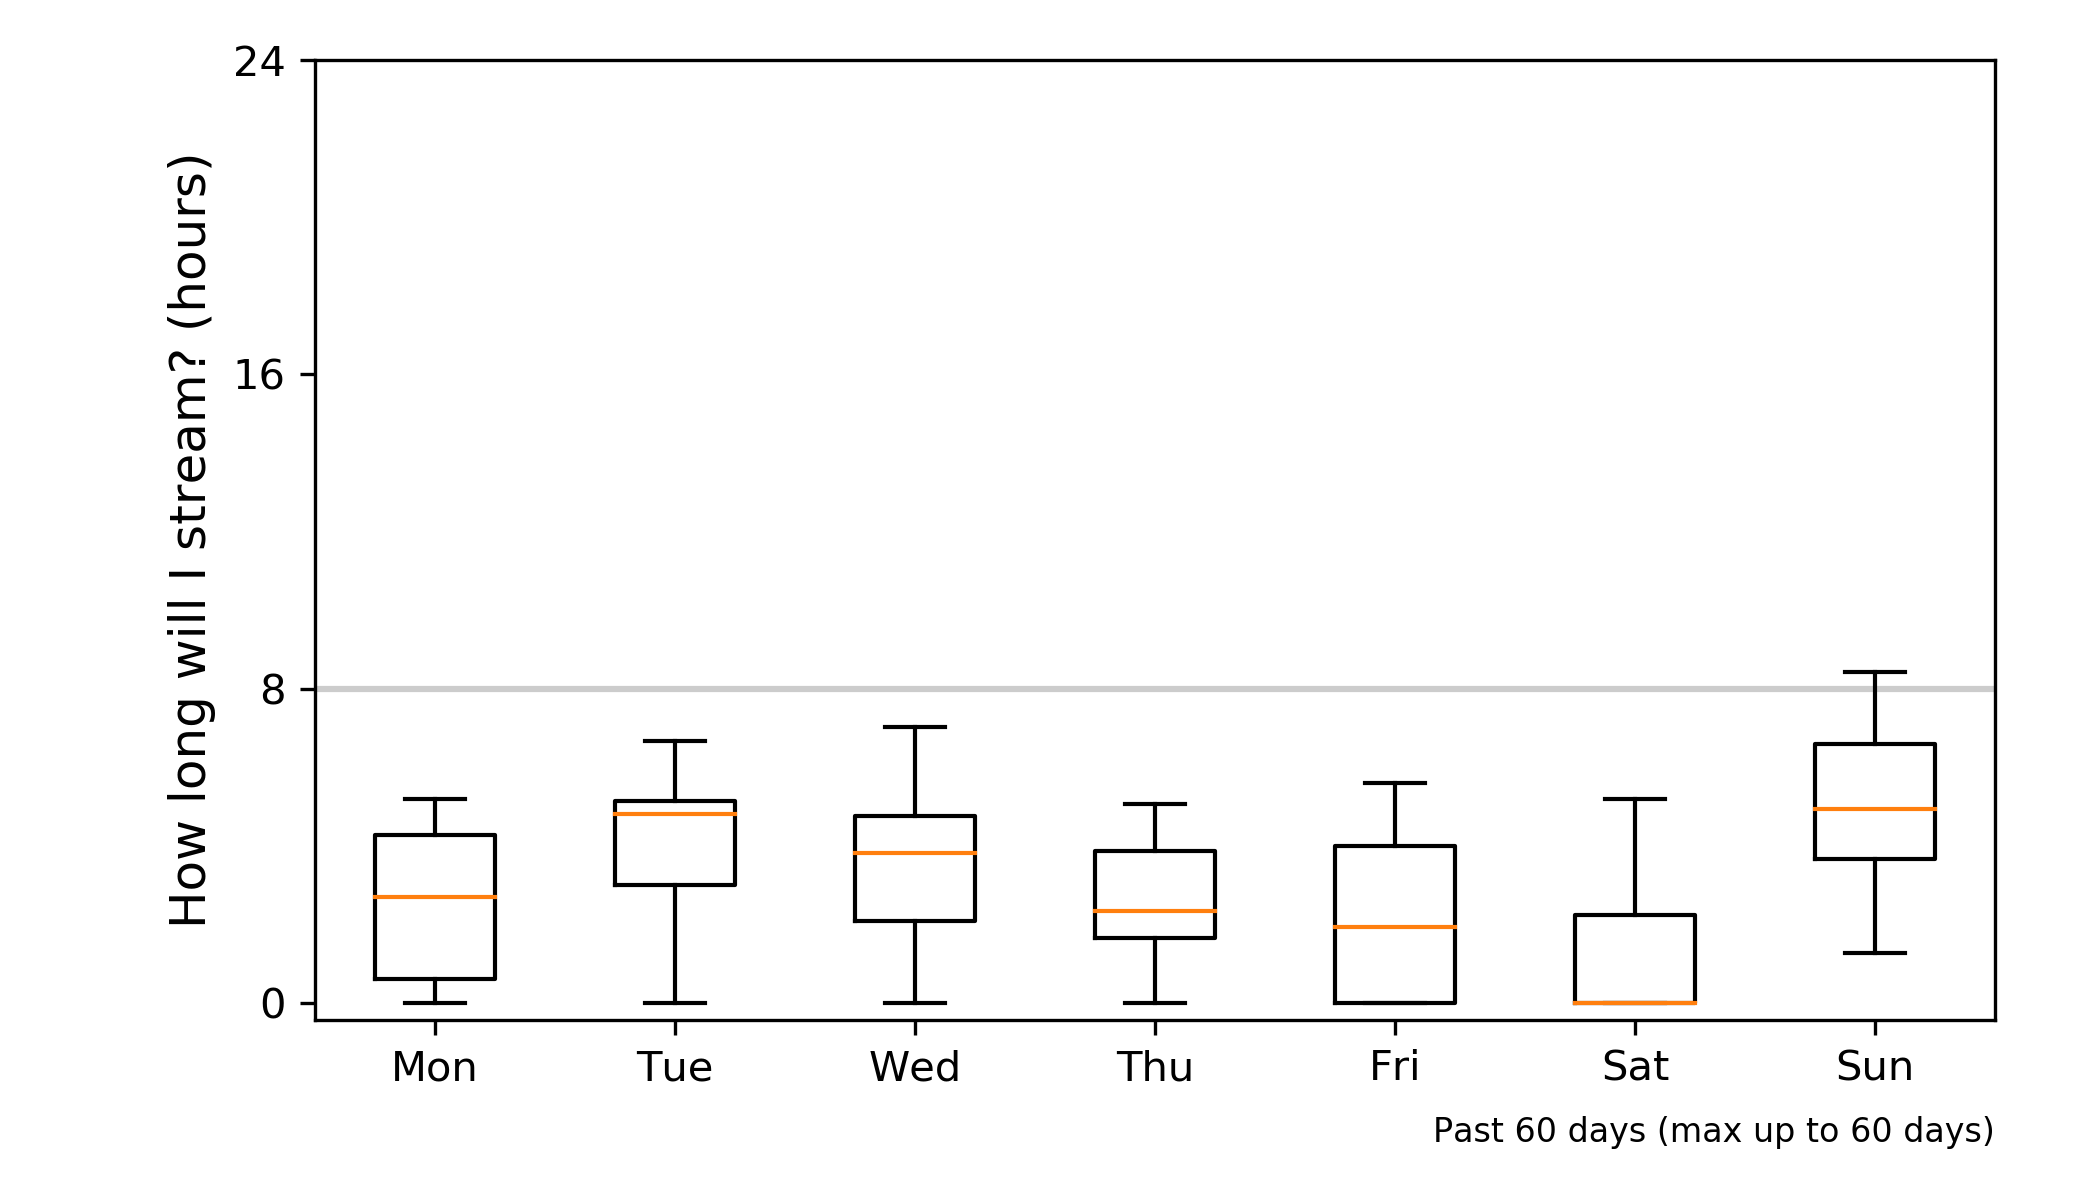 How long will I stream? (hours)
24
16
8
0
Mon Tue Wed Thu Fri Sat Sun
Past 60 days (max up to 60 days)